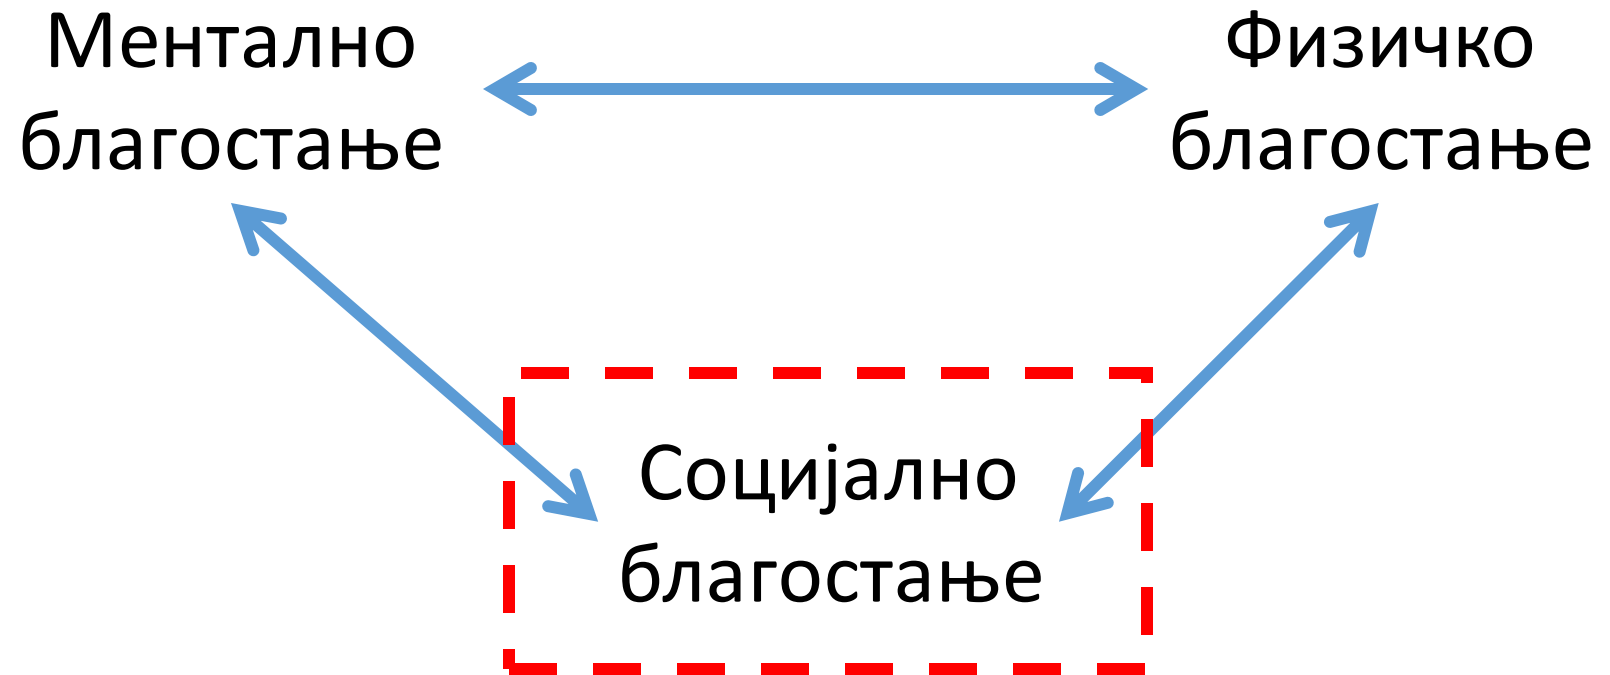 Ментално
благостање
Физичко
благостање
Социјално
благостање